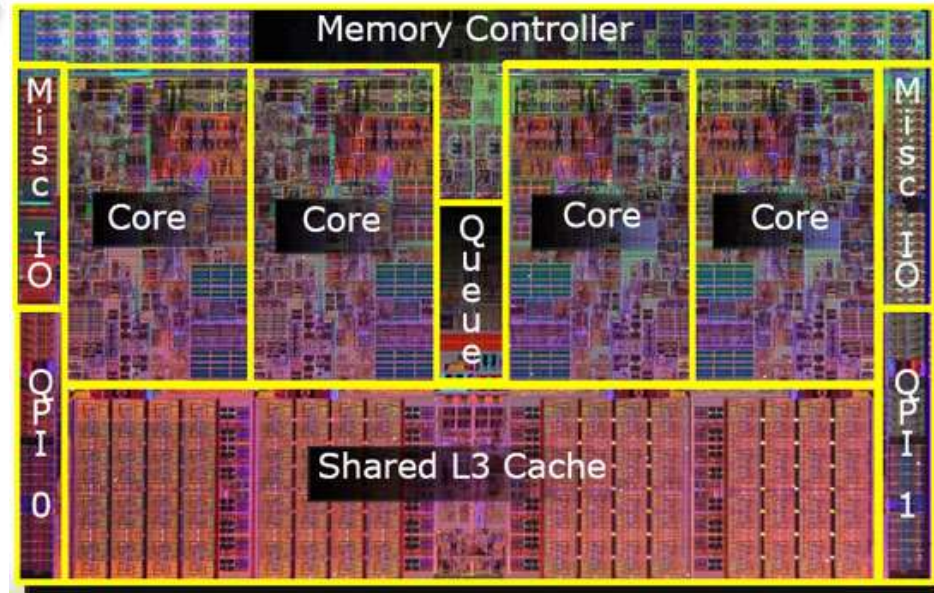 Memory Controller
Misc IO
Core
Core
Queue
Core
Core
Misc IO
QPI 0
Shared L3 Cache
QPI 1